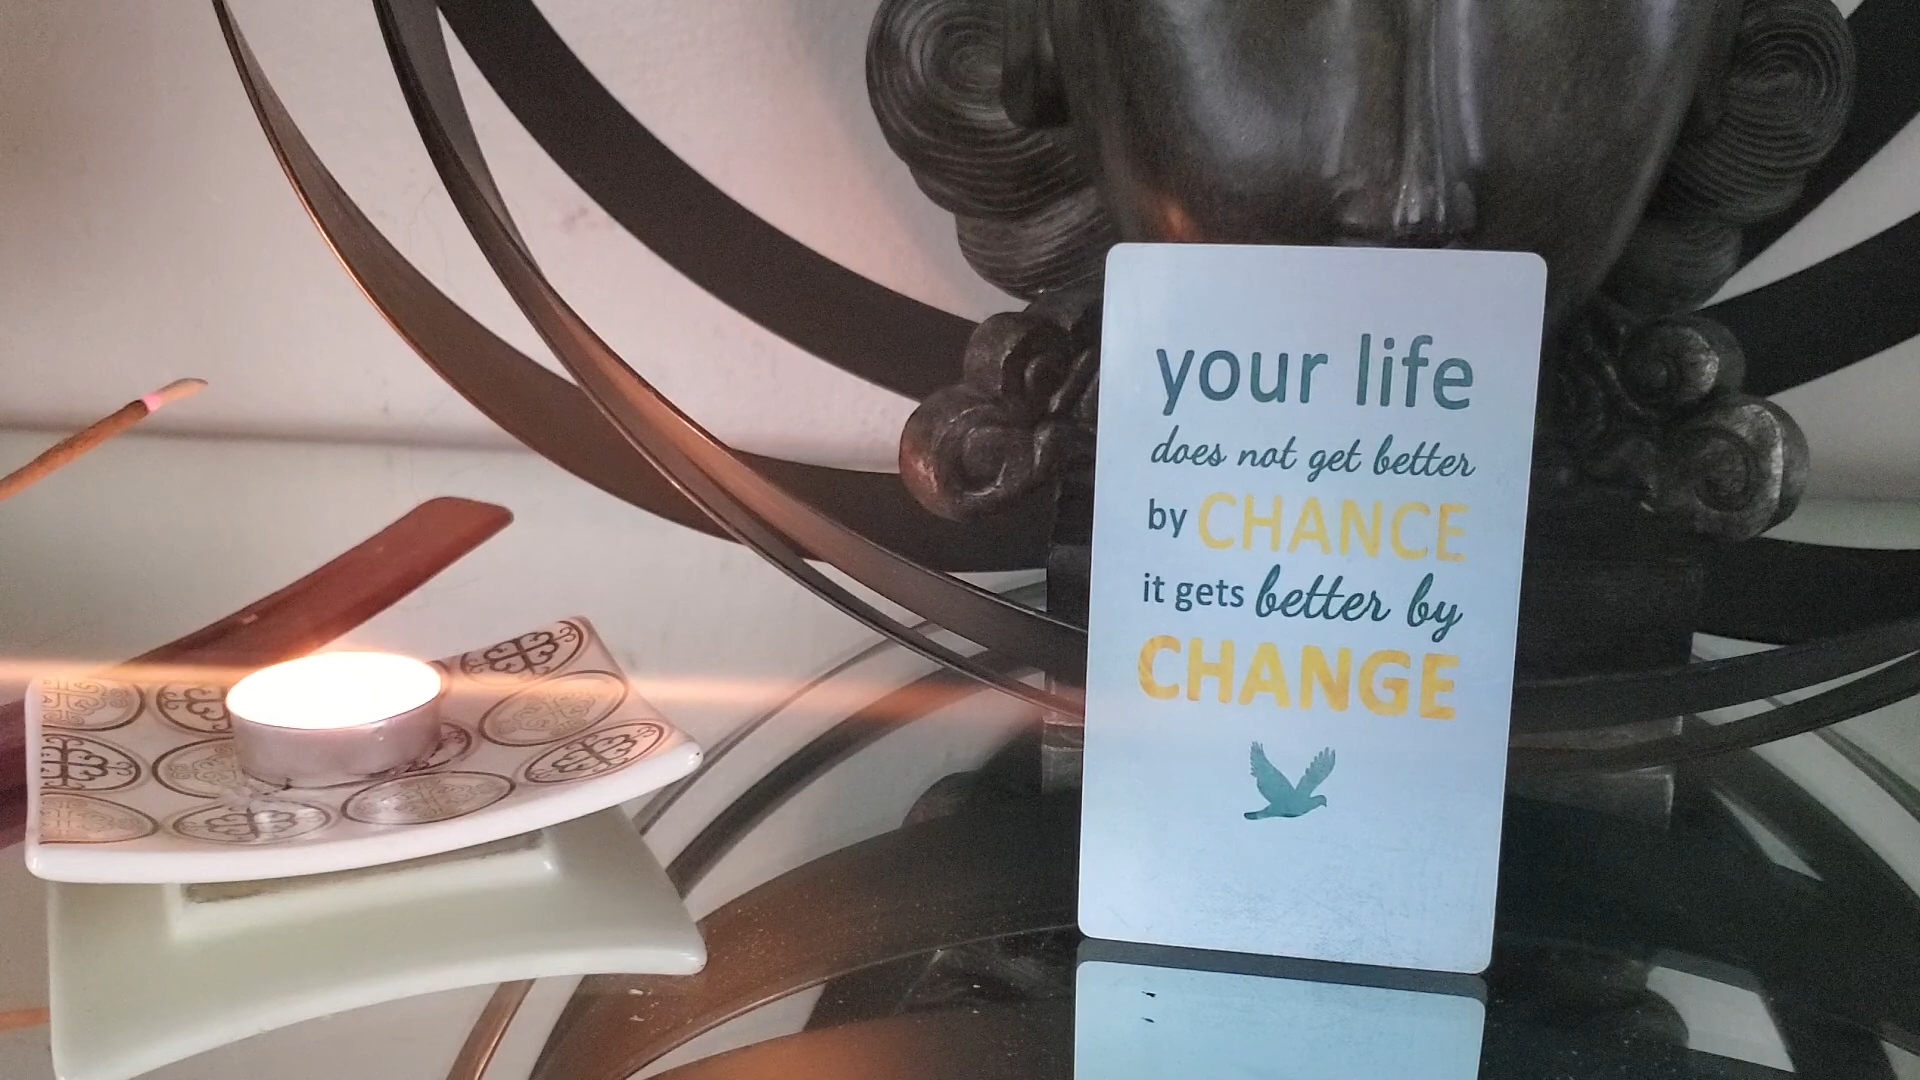 your life
does not get better
by CHANCE
it gets better by
CHANGE